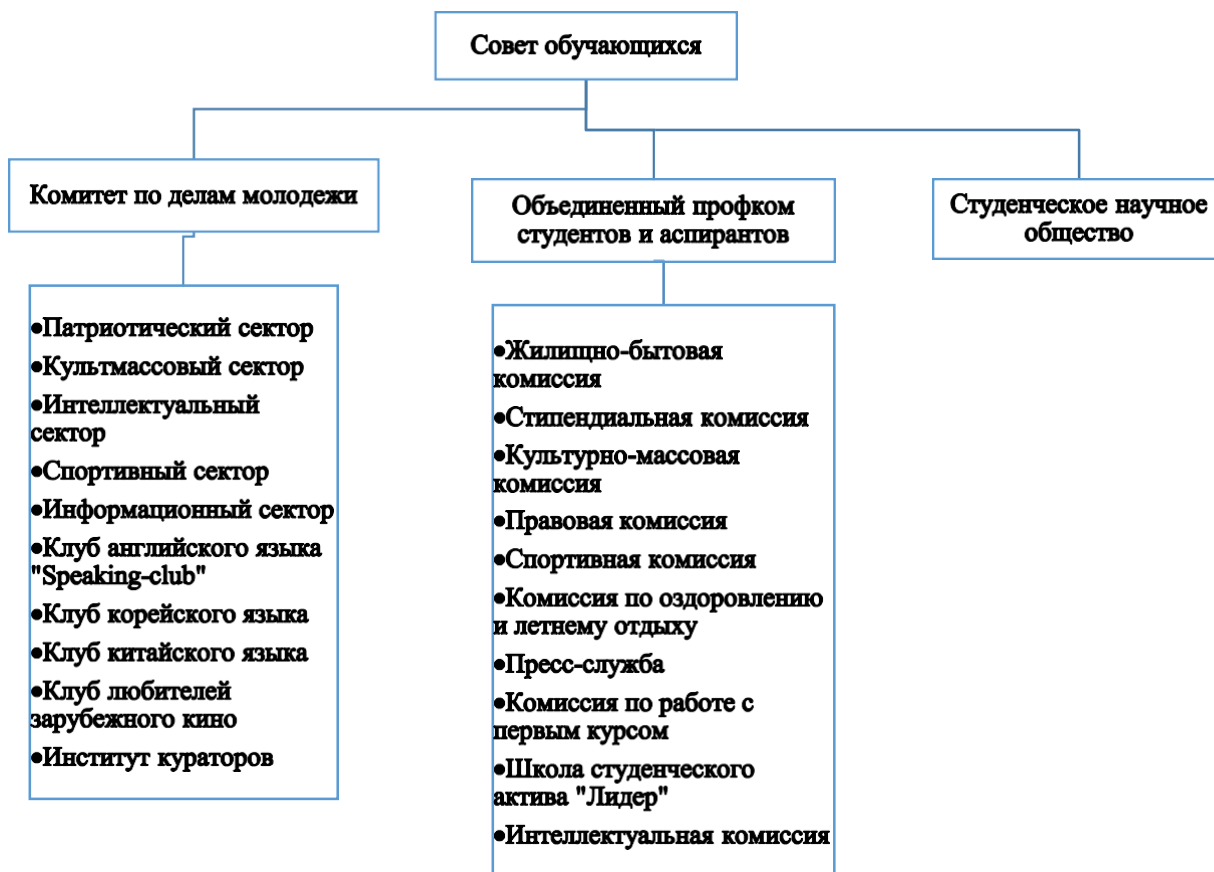 Совет обучающихся
Комитет по делам молодежи
Объединенный профком
студентов и аспирантов
Студенческое научное
общество
•Патриотический сектор
•Культмассовый сектор
•Интеллектуальный
сектор
•Спортивный сектор
•Информационный сектор
•Клуб английского языка
"Speaking-club"
•Клуб корейского языка
•Клуб китайского языка
•Клуб любителей
зарубежного кино
•Институт кураторов
•Жилищно-бытовая
комиссия
•Стипендиальная комиссия
•Культурно-массовая
комиссия
•Правовая комиссия
•Спортивная комиссия
•Комиссия по оздоровлению
и летнему отдыху
•Пресс-служба
•Комиссия по работе с
первым курсом
•Школа студенческого
актива "Лидер"
•Интеллектуальная комиссия